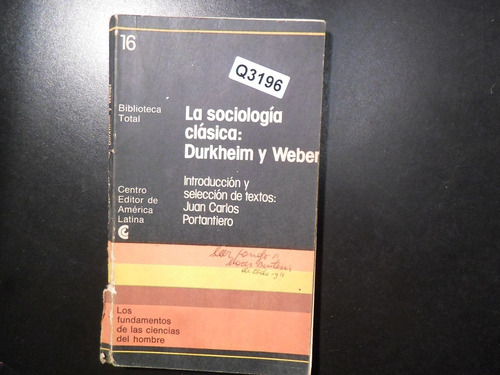 16
Q3196
Biblioteca
Total
La sociología
clásica:
Durkheim y Weber
Introducción y
selección de textos:
Juan Carlos
Portantiero
Centro
Editor de
América
Latina
Los
fundamentos
de las ciencias
del hombre